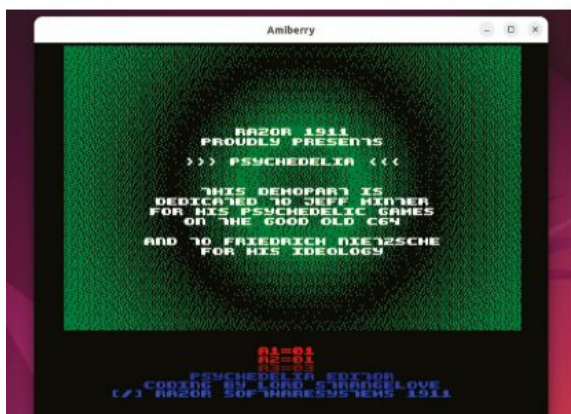 Amiberry
RAZOR 1911
PROUDLY PRESENTS
>>> PSYCHEDELIA <<<
THIS DEMOPART IS
DEDICATED TO JEFF MINTER
FOR HIS PSYCHEDELIC GAMES
ON THE GOOD OLD C64
AND TO FRIEDRICH NIETZSCHE
FOR HIS IDEOLOGY
A1=01
A2=01
A3=03
PSYCHEDELIA EDITOR
CODING BY LORD STRANGELOVE
[/] RAZOR SOFTWARESYSTEMS 1911